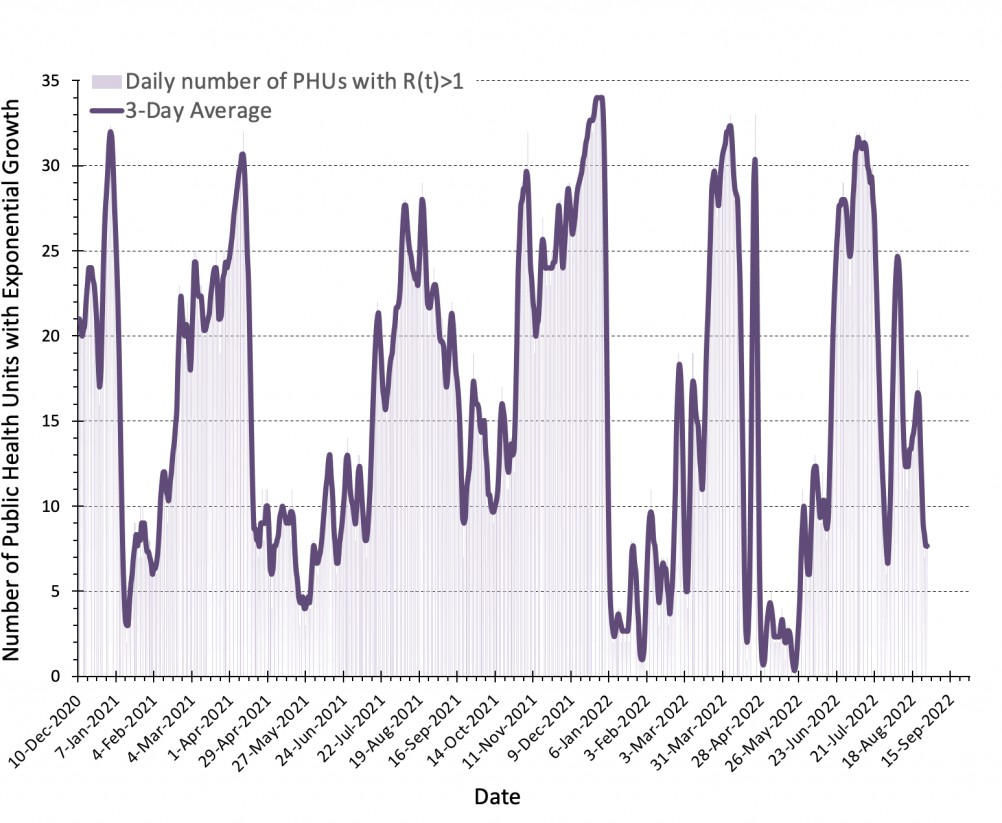 Number of Public Health Units with Exponential Growth
Daily number of PHUs with R(t)>1
3-Day Average
35
30
25
20
15
10
5
0
10-Dec-2020
7-Jan-2021
4-Feb-2021
4-Mar-2021
1-Apr-2021
29-Apr-2021
27-May-2021
24-Jun-2021
22-Jul-2021
19-Aug-2021
16-Sep-2021
14-Oct-2021
11-Nov-2021
9-Dec-2021
6-Jan-2022
3-Feb-2022
3-Mar-2022
31-Mar-2022
28-Apr-2022
26-May-2022
23-Jun-2022
21-Jul-2022
18-Aug-2022
15-Sep-2022
Date